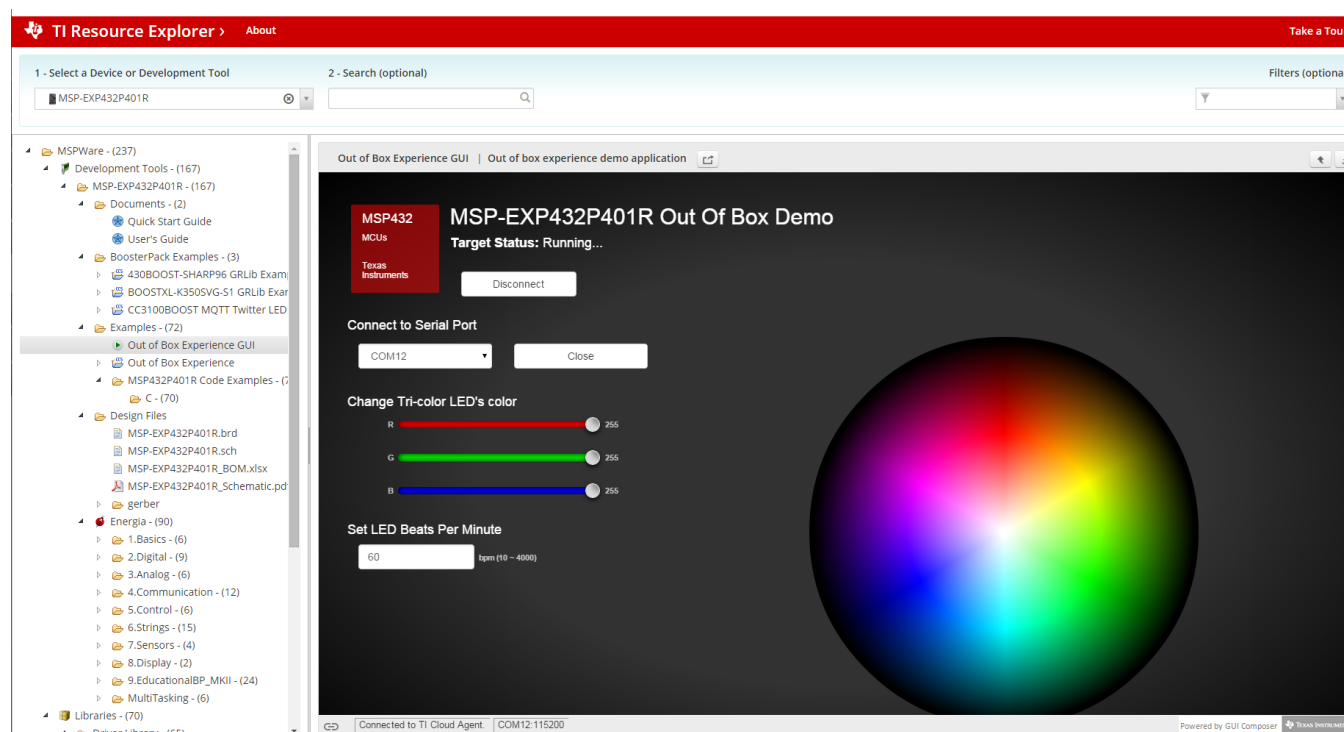 TI Resource Explorer › About
Take a Tou
1 - Select a Device or Development Tool
2 - Search (optional)
Filters (optiona
MSP-EXP432P401R
MSPWare - (237)
Development Tools - (167)
MSP-EXP432P401R - (167)
Documents - (2)
Quick Start Guide
User's Guide
BoosterPack Examples - (3)
430BOOST-SHARP96 GRLib Exam
BOOSTXL-K350SVG-S1 GRLib Exar
CC3100BOOST MQTT Twitter LED
Examples - (72)
Out of Box Experience GUI
Out of Box Experience
MSP432P401R Code Examples - (7
C - (70)
Design Files
MSP-EXP432P401R.brd
MSP-EXP432P401R.sch
MSP-EXP432P401R_BOM.xlsx
MSP-EXP432P401R_Schematic.pd
gerber
Energia - (90)
1.Basics - (6)
2.Digital - (9)
3.Analog - (6)
4.Communication - (12)
5.Control - (6)
6.Strings - (15)
7.Sensors - (4)
8.Display - (2)
9.EducationalBP_MKII - (24)
MultiTasking - (6)
Libraries - (70)
Out of Box Experience GUI | Out of box experience demo application
MSP432
MCUs
Texas
Instruments
MSP-EXP432P401R Out Of Box Demo
Target Status: Running...
Disconnect
Connect to Serial Port
COM12
Close
Change Tri-color LED's color
R 255
G 255
B 255
Set LED Beats Per Minute
60 bpm (10 ~ 4000)
Connected to TI Cloud Agent. COM12:115200
Powered by GUI Composer